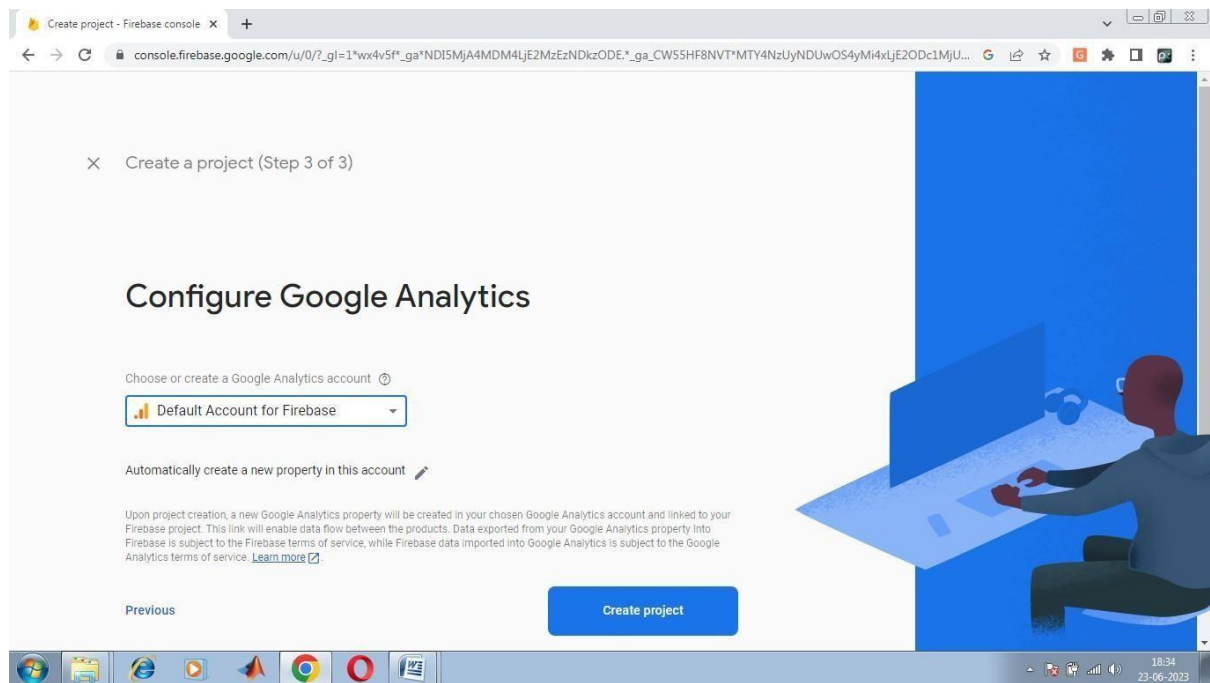 Create project - Firebase console
console.firebase.google.com/u/0/?_gl=1*wx4v5f*_ga*NDI5MjA4MDM4LjE2MzEzNDkzODE.*_ga_CW55HF8NVT*MTY4NzUyNDUwOS4yMi4xLjE2ODc1MjU...
Create a project (Step 3 of 3)
Configure Google Analytics
Choose or create a Google Analytics account
Default Account for Firebase
Automatically create a new property in this account
Upon project creation, a new Google Analytics property will be created in your chosen Google Analytics account and linked to your
Firebase project. This link will enable data flow between the products. Data exported from your Google Analytics property into
Firebase is subject to the Firebase terms of service, while Firebase data imported into Google Analytics is subject to the Google
Analytics terms of service. Learn more.
Previous
Create project
18:34
23-06-2023